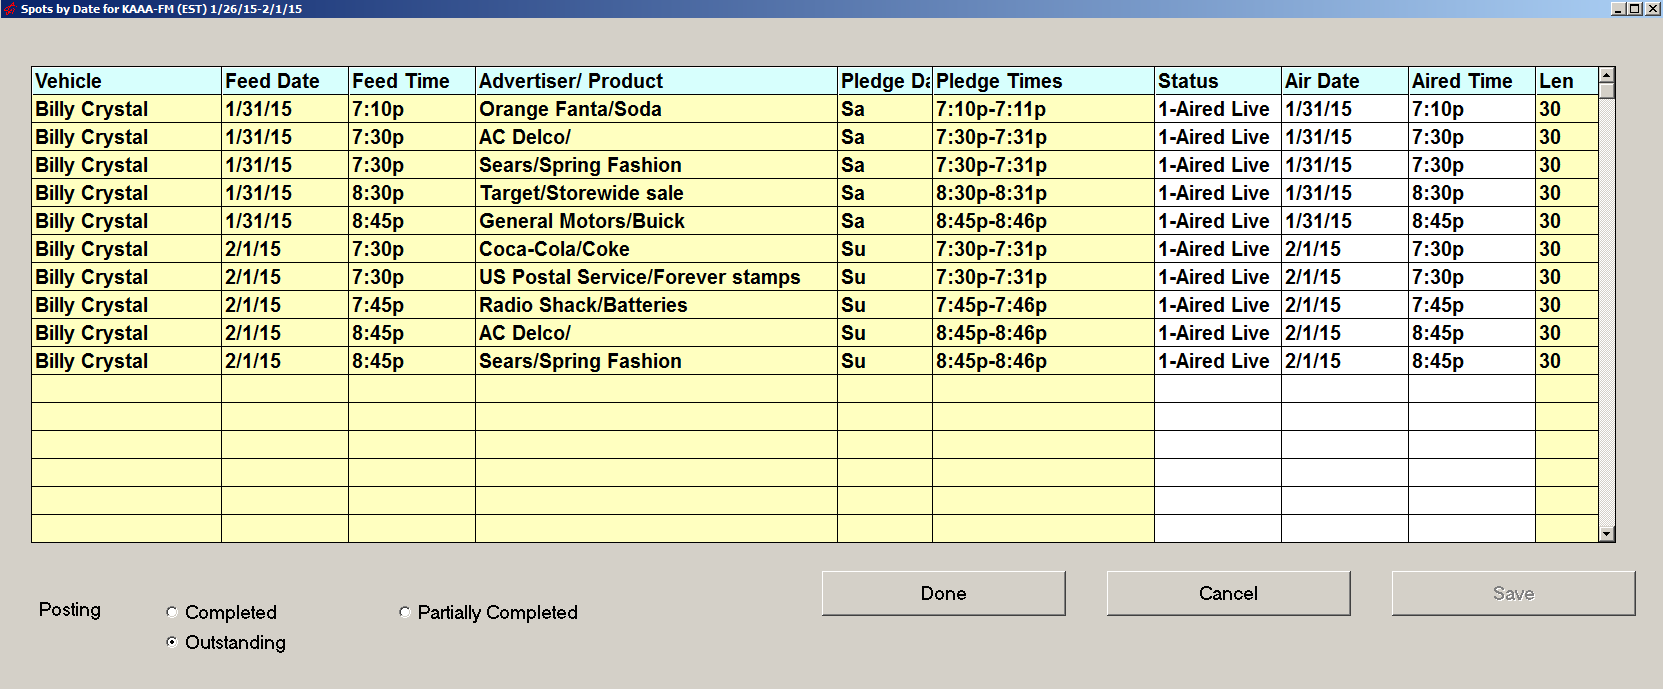 Spots by Date for KAAA-FM (EST) 1/26/15-2/1/15
Vehicle Feed Date Feed Time Advertiser/ Product Pledge Da Pledge Times Status Air Date Aired Time Len
Billy Crystal 1/31/15 7:10p Orange Fanta/Soda Sa 7:10p-7:11p 1-Aired Live 1/31/15 7:10p 30
Billy Crystal 1/31/15 7:30p AC Delco/ Sa 7:30p-7:31p 1-Aired Live 1/31/15 7:30p 30
Billy Crystal 1/31/15 7:30p Sears/Spring Fashion Sa 7:30p-7:31p 1-Aired Live 1/31/15 7:30p 30
Billy Crystal 1/31/15 8:30p Target/Storewide sale Sa 8:30p-8:31p 1-Aired Live 1/31/15 8:30p 30
Billy Crystal 1/31/15 8:45p General Motors/Buick Sa 8:45p-8:46p 1-Aired Live 1/31/15 8:45p 30
Billy Crystal 2/1/15 7:30p Coca-Cola/Coke Su 7:30p-7:31p 1-Aired Live 2/1/15 7:30p 30
Billy Crystal 2/1/15 7:30p US Postal Service/Forever stamps Su 7:30p-7:31p 1-Aired Live 2/1/15 7:30p 30
Billy Crystal 2/1/15 7:45p Radio Shack/Batteries Su 7:45p-7:46p 1-Aired Live 2/1/15 7:45p 30
Billy Crystal 2/1/15 8:45p AC Delco/ Su 8:45p-8:46p 1-Aired Live 2/1/15 8:45p 30
Billy Crystal 2/1/15 8:45p Sears/Spring Fashion Su 8:45p-8:46p 1-Aired Live 2/1/15 8:45p 30
Done Cancel Save
Posting Completed Partially Completed
Outstanding